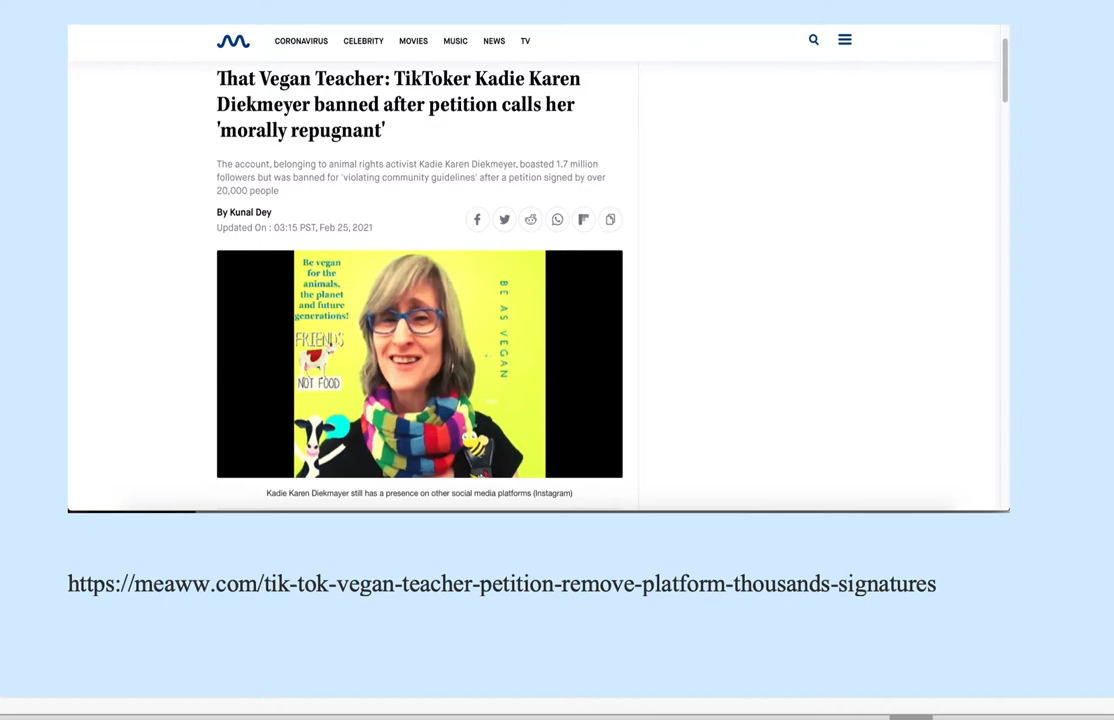 CORONAVIRUS CELEBRITY MOVIES MUSIC NEWS TV
That Vegan Teacher: TikToker Kadie Karen
Diekmeyer banned after petition calls her
'morally repugnant'
The account, belonging to animal rights activist Kadie Karen Diekmeyer, boasted 1.7 million
followers but was banned for 'violating community guidelines' after a petition signed by over
20,000 people
By Kunal Dey
Updated On : 03:15 PST, Feb 25, 2021
Be vegan
for the
animals,
the planet
and future
generations!
FRIENDS
NOT FOOD
BE AS VEGAN
Kadie Karen Diekmayer still has a presence on other social media platforms (Instagram)
https://meaww.com/tik-tok-vegan-teacher-petition-remove-platform-thousands-signatures